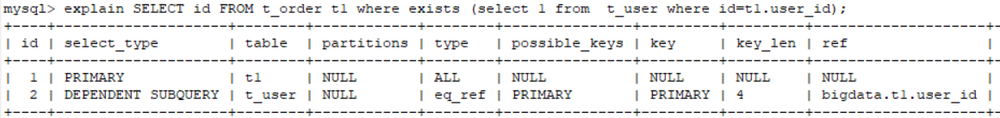 mysql> explain SELECT id FROM t_order t1 where exists (select 1 from  t_user where id=t1.user_id);
+----+--------------------+--------+------------+--------+---------------+---------+---------+--------------------+-
| id | select_type        | table  | partitions | type   | possible_keys | key     | key_len | ref                |
+----+--------------------+--------+------------+--------+---------------+---------+---------+--------------------+-
|  1 | PRIMARY            | t1     | NULL       | ALL    | NULL          | NULL    | NULL    | NULL               |
|  2 | DEPENDENT SUBQUERY | t_user | NULL       | eq_ref | PRIMARY       | PRIMARY | 4       | bigdata.t1.user_id |
+----+--------------------+--------+------------+--------+---------------+---------+---------+--------------------+-